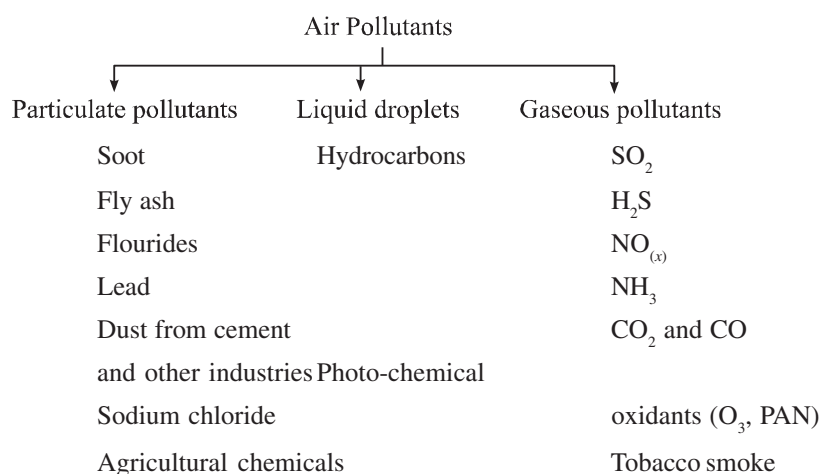 Air Pollutants
Particulate pollutants Liquid droplets Gaseous pollutants
Soot Hydrocarbons SO₂
Fly ash H₂S
Flourides NO₍ₓ₎
Lead NH₃
Dust from cement CO₂ and CO
and other industries Photo-chemical
Sodium chloride oxidants (O₃, PAN)
Agricultural chemicals Tobacco smoke